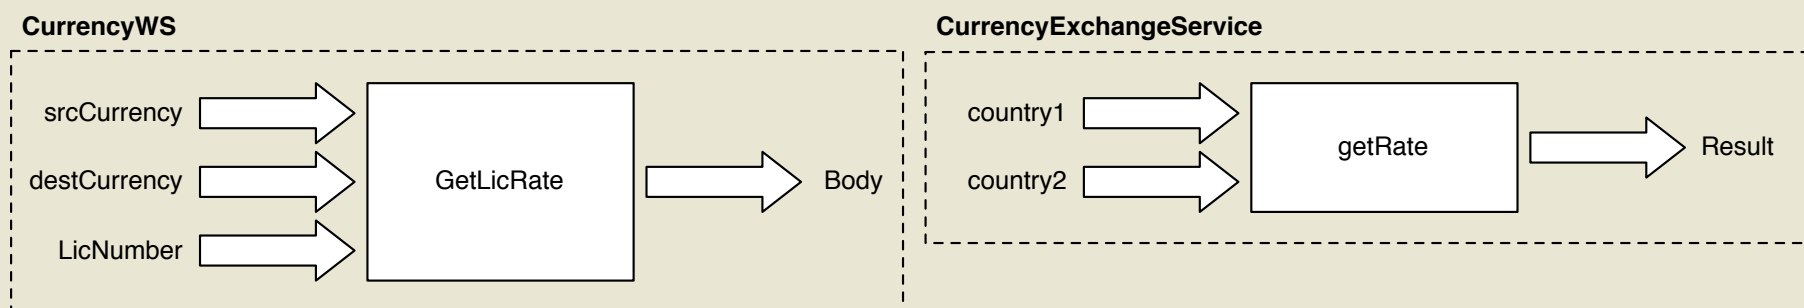 CurrencyWS
srcCurrency
destCurrency
LicNumber
GetLicRate
Body
CurrencyExchangeService
country1
country2
getRate
Result